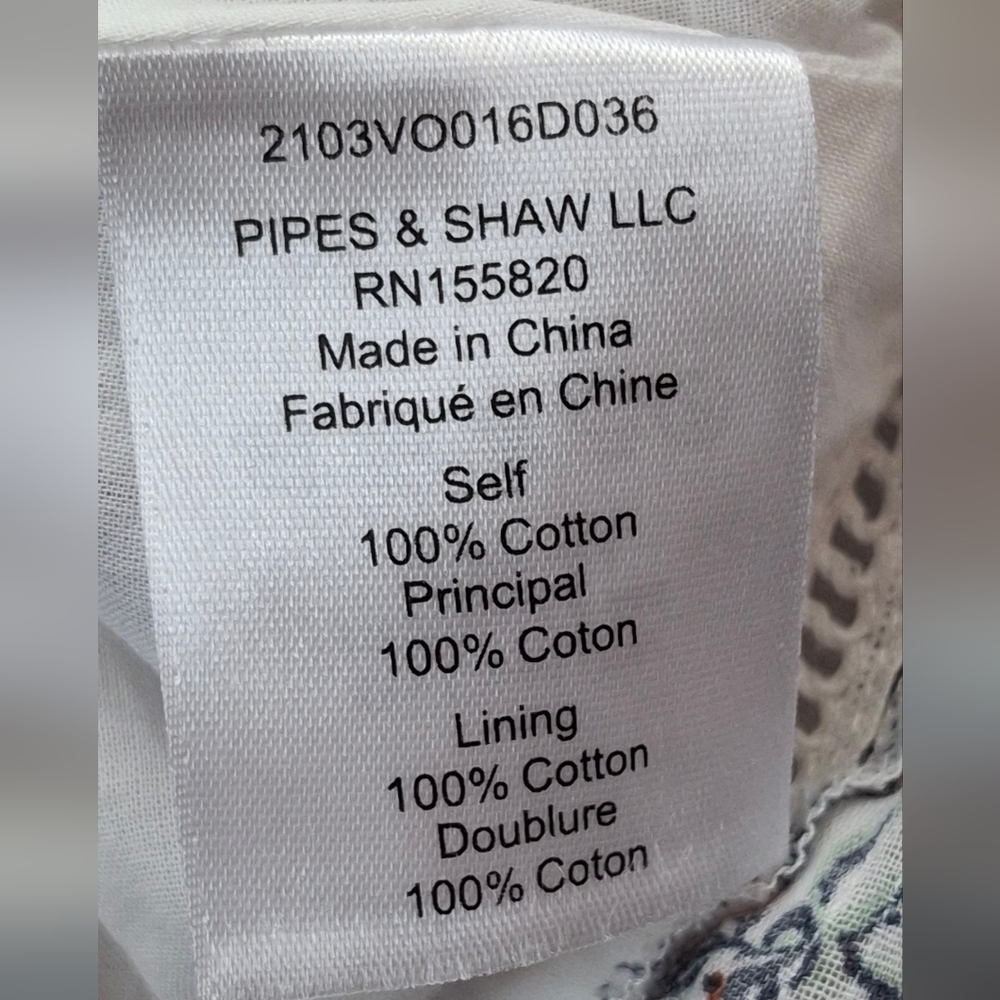 2103VO016D036
PIPES & SHAW LLC
RN155820
Made in China
Fabriqué en Chine
Self
100% Cotton
Principal
100% Coton
Lining
100% Cotton
Doublure
100% Coton